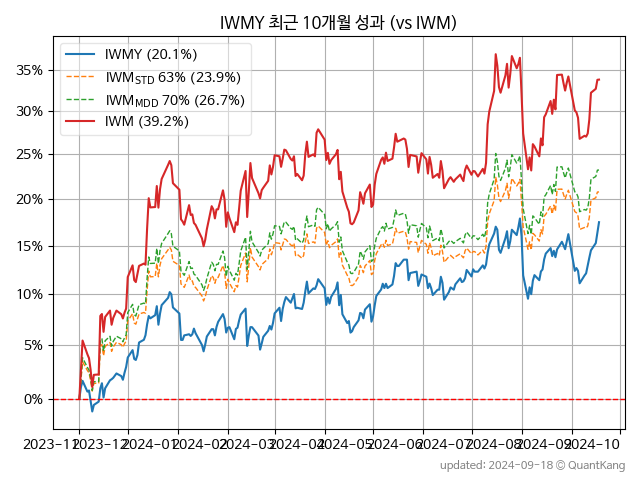 IWMY 최근 10개월 성과 (vs IWM)
IWMY (20.1%)
IWM_STD 63% (23.9%)
IWM_MDD 70% (26.7%)
IWM (39.2%)
35%
30%
25%
20%
15%
10%
5%
0%
2023-11 2023-12 2024-01 2024-02 2024-03 2024-04 2024-05 2024-06 2024-07 2024-08 2024-09 2024-10
updated: 2024-09-18 @ QuantKang